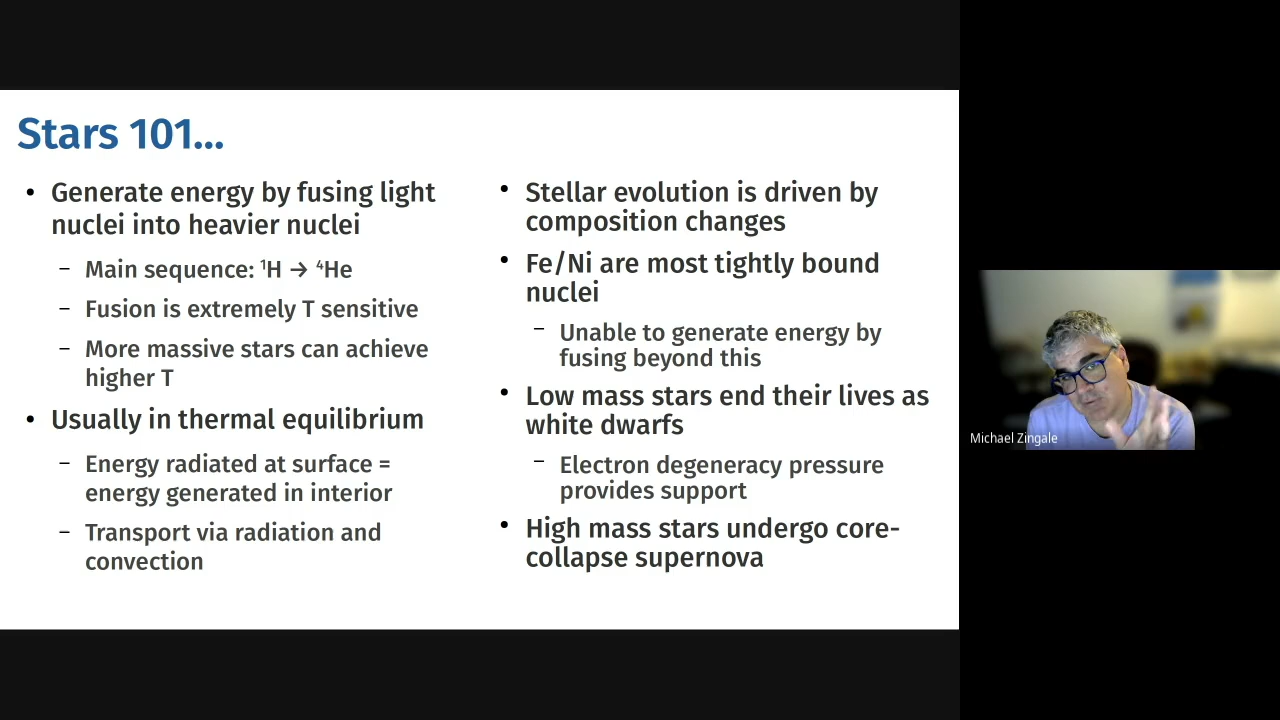 Stars 101...
• Generate energy by fusing light
nuclei into heavier nuclei
– Main sequence: ¹H → ⁴He
– Fusion is extremely T sensitive
– More massive stars can achieve
higher T
• Usually in thermal equilibrium
– Energy radiated at surface =
energy generated in interior
– Transport via radiation and
convection
• Stellar evolution is driven by
composition changes
• Fe/Ni are most tightly bound
nuclei
– Unable to generate energy by
fusing beyond this
• Low mass stars end their lives as
white dwarfs
– Electron degeneracy pressure
provides support
• High mass stars undergo core-
collapse supernova
Michael Zingale